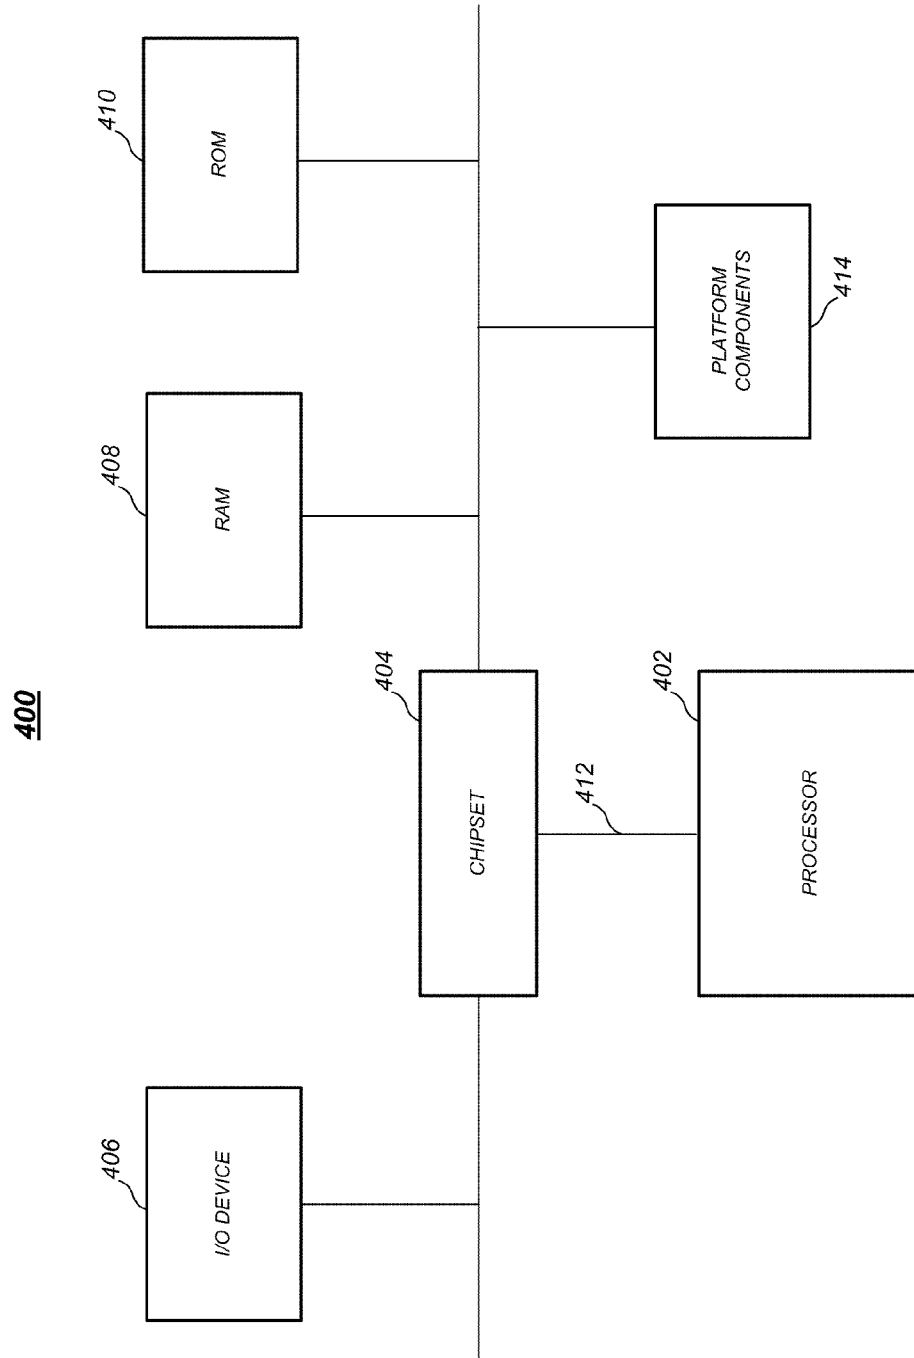 400
406
I/O DEVICE
408
RAM
410
ROM
404
CHIPSET
412
402
PROCESSOR
PLATFORM
COMPONENTS
414